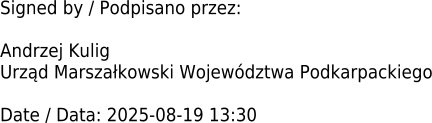 Signed by / Podpisano przez:
Andrzej Kulig
Urząd Marszałkowski Województwa Podkarpackiego
Date / Data: 2025-08-19 13:30